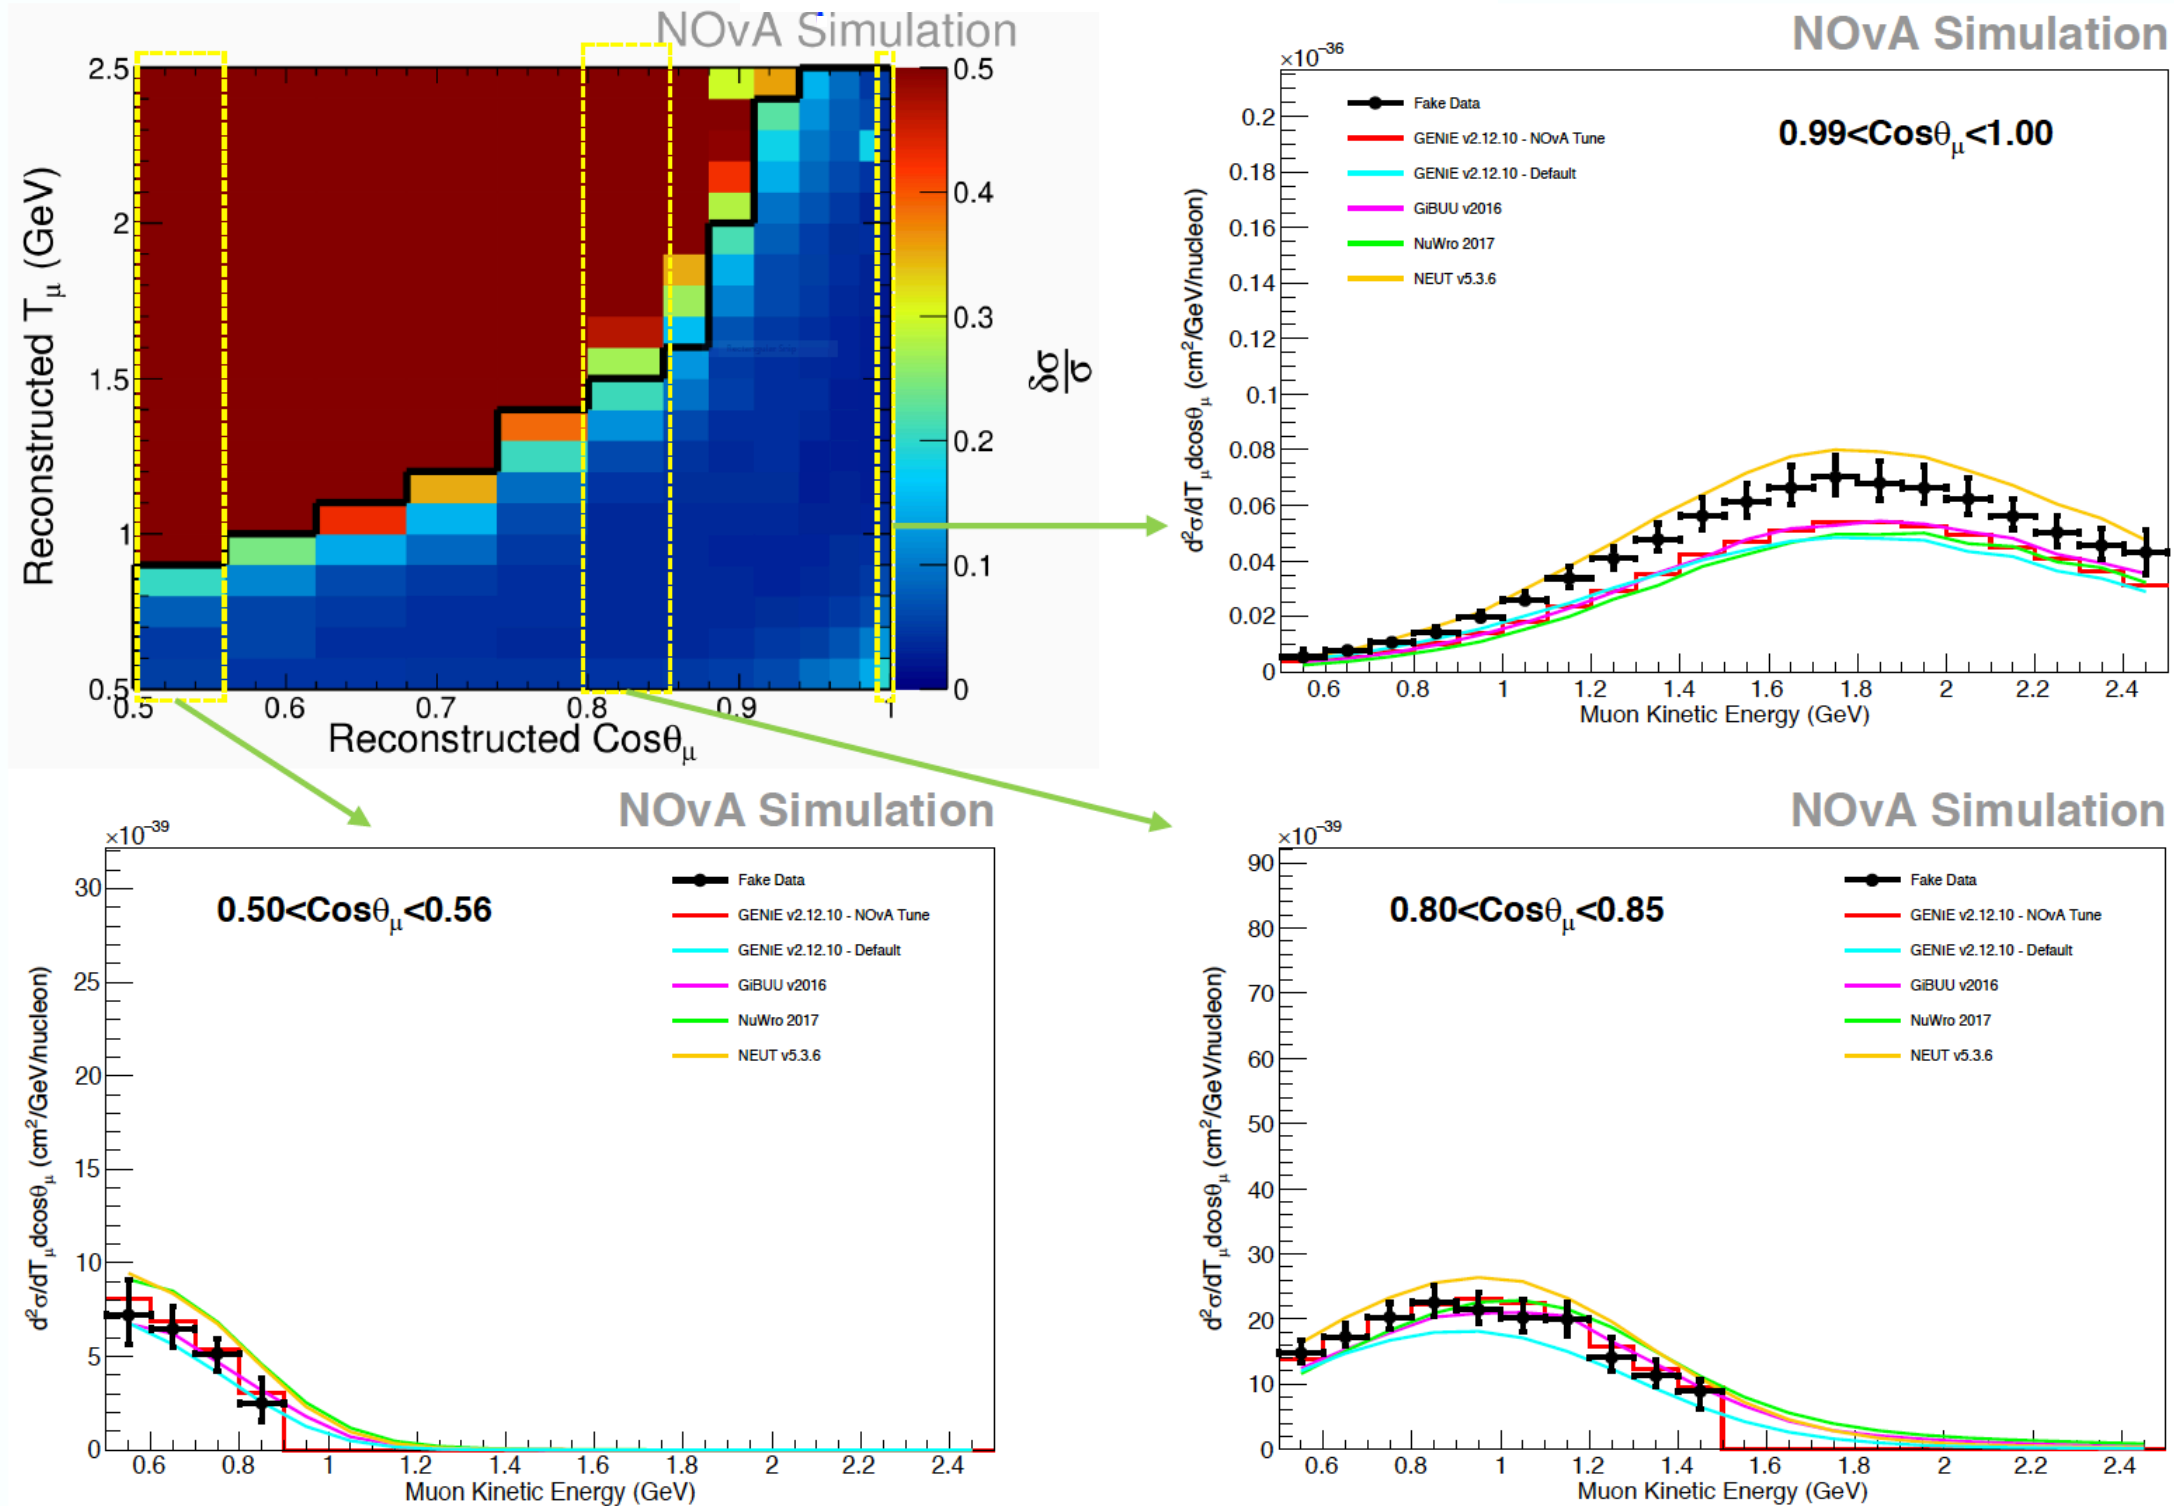 NOvA Simulation
2.5
2
1.5
1
0.5
Reconstructed Tμ (GeV)
0.5
0.6
0.7
0.8
0.9
1
Reconstructed Cosθμ
0.5
0.4
0.3
0.2
0.1
0
δσ
σ
NOvA Simulation
×10⁻³⁶
0.99<Cosθμ<1.00
Fake Data
GENIE v2.12.10 - NOvA Tune
GENIE v2.12.10 - Default
GiBUU v2016
NuWro 2017
NEUT v5.3.6
0.2
0.18
0.16
0.14
0.12
0.1
0.08
0.06
0.04
0.02
0
d²σ/dTμdcosθμ (cm²/GeV/nucleon)
0.6 0.8 1 1.2 1.4 1.6 1.8 2 2.2 2.4
Muon Kinetic Energy (GeV)
NOvA Simulation
×10⁻³⁹
0.50<Cosθμ<0.56
Fake Data
GENIE v2.12.10 - NOvA Tune
GENIE v2.12.10 - Default
GiBUU v2016
NuWro 2017
NEUT v5.3.6
30
25
20
15
10
5
0
d²σ/dTμdcosθμ (cm²/GeV/nucleon)
0.6 0.8 1 1.2 1.4 1.6 1.8 2 2.2 2.4
Muon Kinetic Energy (GeV)
NOvA Simulation
×10⁻³⁹
0.80<Cosθμ<0.85
Fake Data
GENIE v2.12.10 - NOvA Tune
GENIE v2.12.10 - Default
GiBUU v2016
NuWro 2017
NEUT v5.3.6
90
80
70
60
50
40
30
20
10
0
d²σ/dTμdcosθμ (cm²/GeV/nucleon)
0.6 0.8 1 1.2 1.4 1.6 1.8 2 2.2 2.4
Muon Kinetic Energy (GeV)